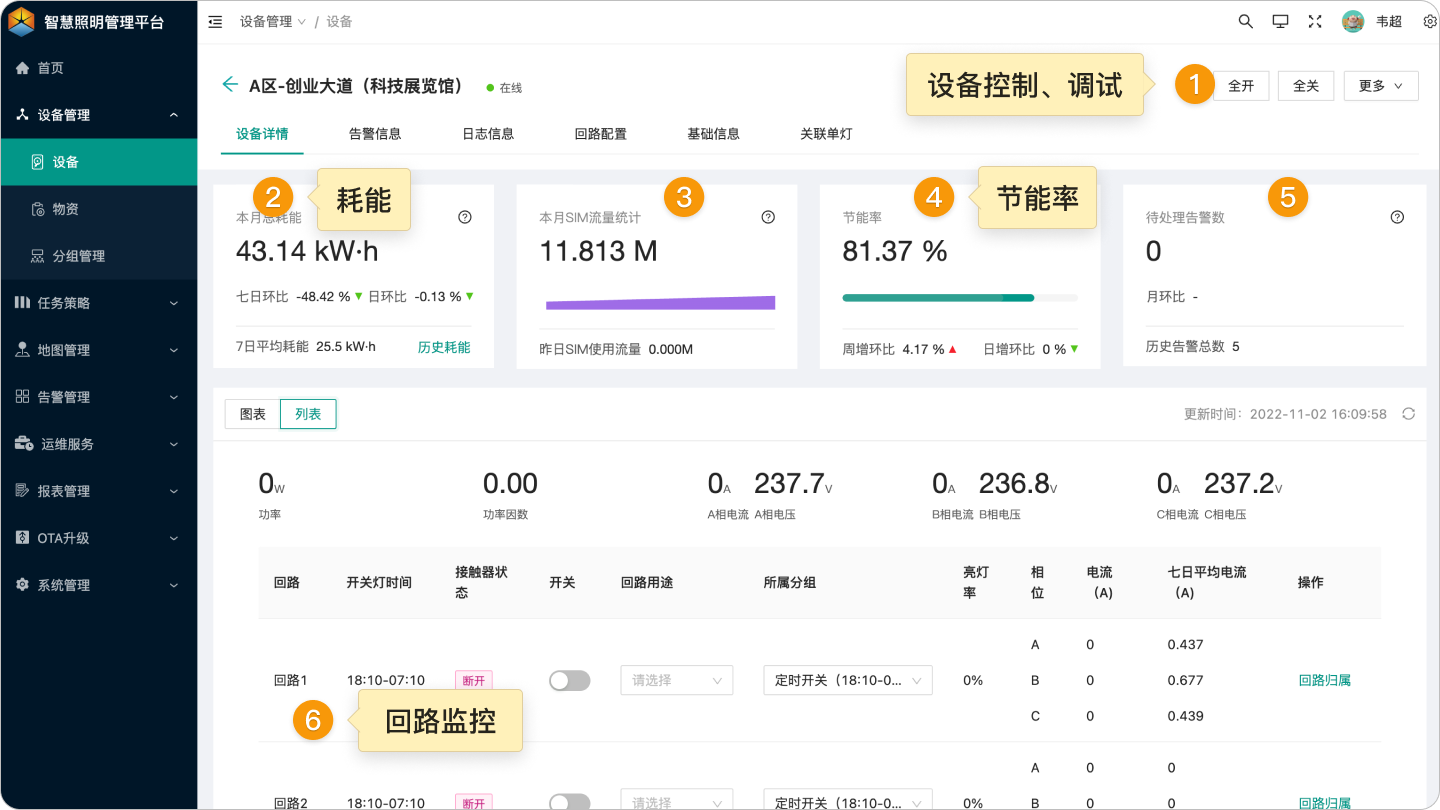 智慧照明管理平台
设备管理 / 设备
韦超
首页
设备管理
设备
物资
分组管理
任务策略
地图管理
告警管理
运维服务
报表管理
OTA升级
系统管理
A区-创业大道（科技展览馆）
在线
设备控制、调试
1
全开
全关
更多
设备详情
告警信息
日志信息
回路配置
基础信息
关联单灯
2
耗能
本月总耗能
43.14 kW·h
七日环比 -48.42 % 日环比 -0.13 %
7日平均耗能 25.5 kW·h
历史耗能
3
本月SIM流量统计
11.813 M
昨日SIM使用流量 0.000M
4
节能率
节能率
81.37 %
周增环比 4.17 %
日增环比 0 %
5
待处理告警数
0
月环比 -
历史告警总数 5
图表
列表
更新时间：2022-11-02 16:09:58
0W
0.00
0A 237.7V
0A 236.8V
0A 237.2V
功率
功率因数
A相电流 A相电压
B相电流 B相电压
C相电流 C相电压
回路
开关灯时间
接触器状
态
开关
回路用途
所属分组
亮灯
率
相
位
电流
（A）
七日平均电流
（A）
操作
A 0 0.437
回路1 18:10-07:10 断开 请选择 定时开关（18:10-0... 0% B 0 0.677 回路归属
C 0 0.439
6
回路监控
A 0 0
回路2 18:10-07:10 断开 请选择 定时开关（18:10-0... 0% B 0 0 回路归属